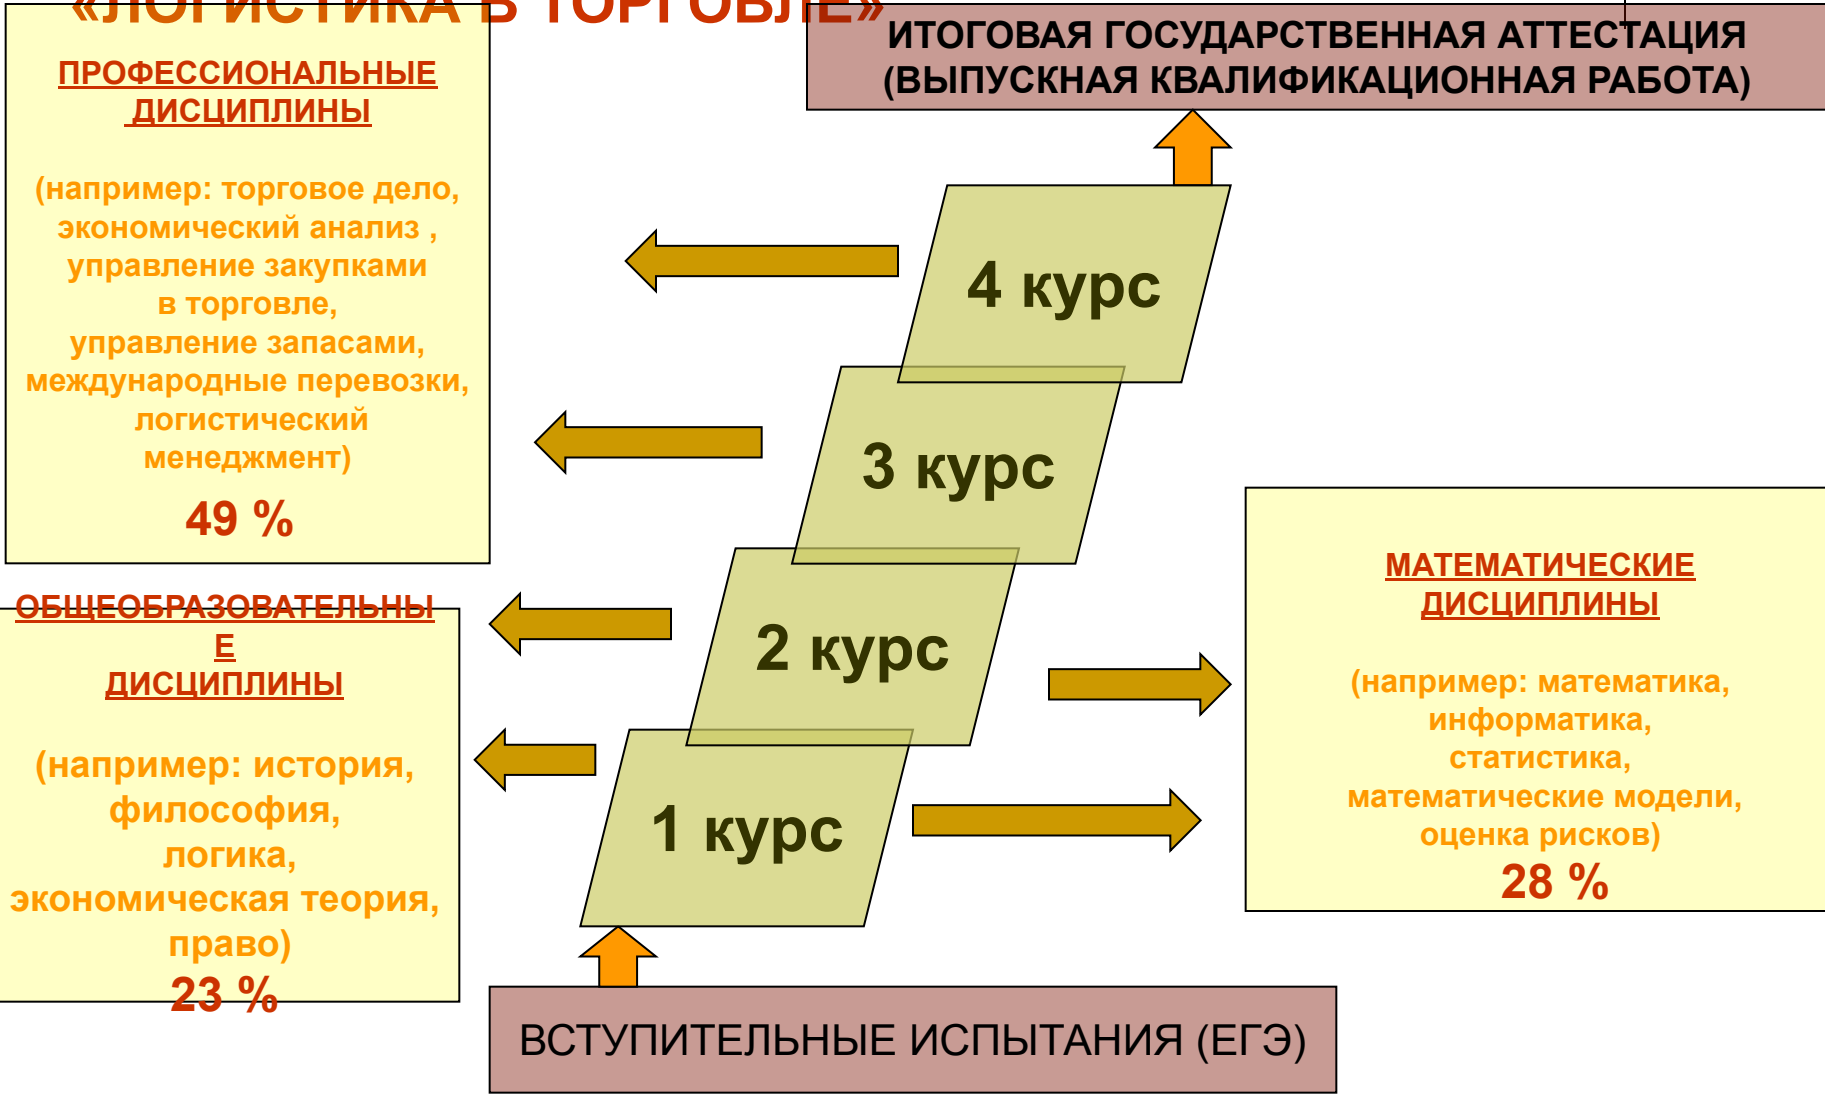 «ЛОГИСТИКА В ТОРГОВЛЕ»
ИТОГОВАЯ ГОСУДАРСТВЕННАЯ АТТЕСТАЦИЯ
(ВЫПУСКНАЯ КВАЛИФИКАЦИОННАЯ РАБОТА)
ПРОФЕССИОНАЛЬНЫЕ
ДИСЦИПЛИНЫ
(например: торговое дело,
экономический анализ ,
управление закупками
в торговле,
управление запасами,
международные перевозки,
логистический
менеджмент)
49 %
4 курс
3 курс
2 курс
1 курс
ОБЩЕОБРАЗОВАТЕЛЬНЫ
Е
ДИСЦИПЛИНЫ
(например: история,
философия,
логика,
экономическая теория,
право)
23 %
МАТЕМАТИЧЕСКИЕ
ДИСЦИПЛИНЫ
(например: математика,
информатика,
статистика,
математические модели,
оценка рисков)
28 %
ВСТУПИТЕЛЬНЫЕ ИСПЫТАНИЯ (ЕГЭ)